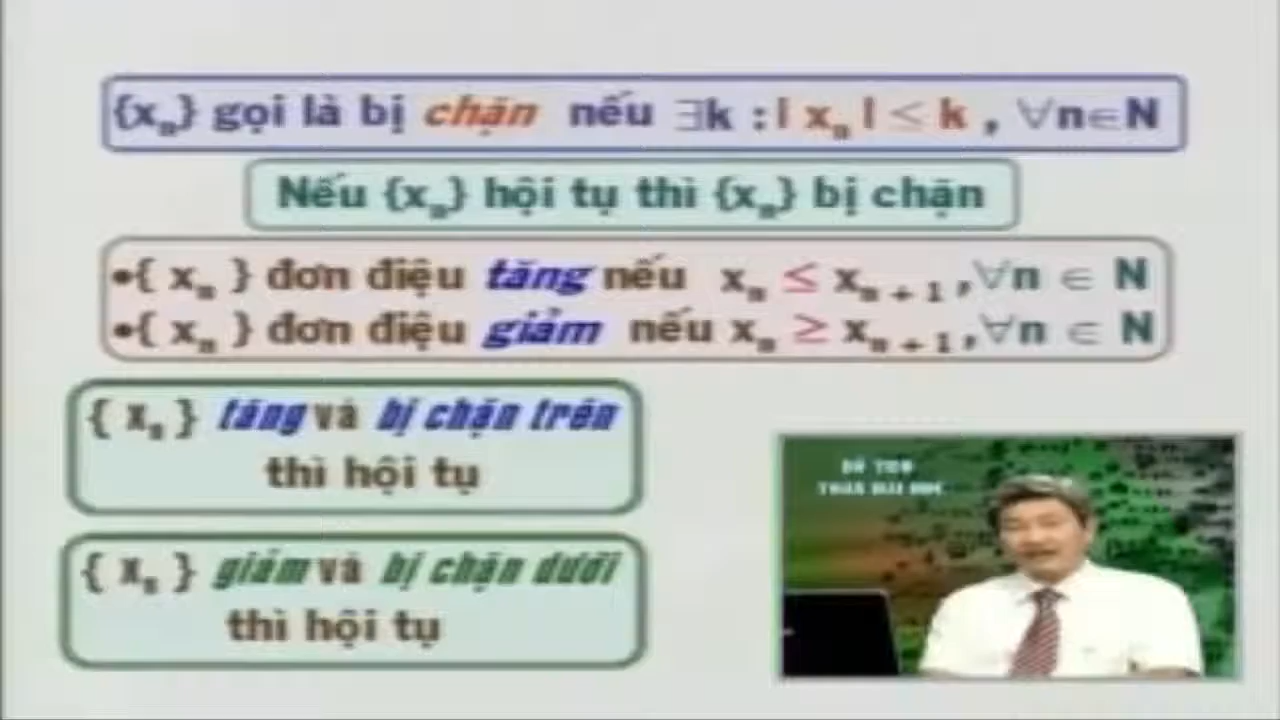 {xₙ} gọi là bị chặn nếu ∃k : | xₙ | ≤ k , ∀n∈N
Nếu {xₙ} hội tụ thì {xₙ} bị chặn
•{ xₙ } đơn điệu tăng nếu xₙ ≤ xₙ₊₁,∀n ∈ N
•{ xₙ } đơn điệu giảm nếu xₙ ≥ xₙ₊₁,∀n ∈ N
{ xₙ } tăng và bị chặn trên
thì hội tụ
{ xₙ } giảm và bị chặn dưới
thì hội tụ